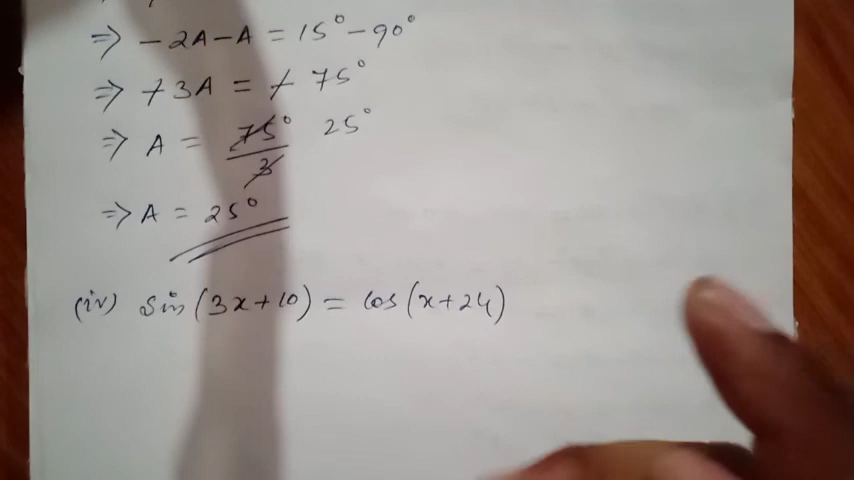 ⇒ -2A-A = 15° - 90°
⇒ +3A = + 75°
⇒ A = 75°/3 25°
⇒ A = 25°
(iv) sin(3x+10) = cos(x+24)